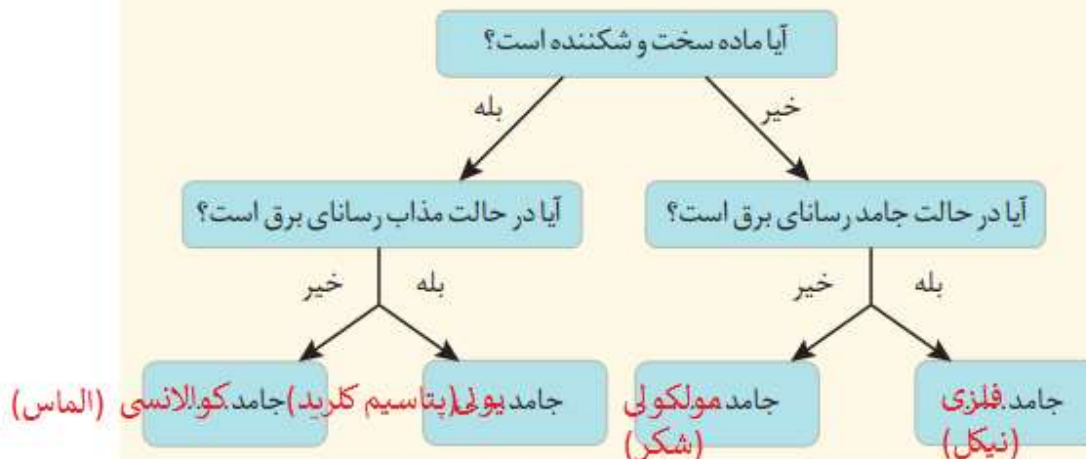 آیا ماده سخت و شکننده است؟
خیر
بله
آیا در حالت جامد رسانای برق است؟
آیا در حالت مذاب رسانای برق است؟
بله
خیر
بله
خیر
جامد فلزی
(نیکل)
جامد مولکولی
(شکر)
جامد یونی (پتاسیم کلرید)
جامد کوالانسی (الماس)